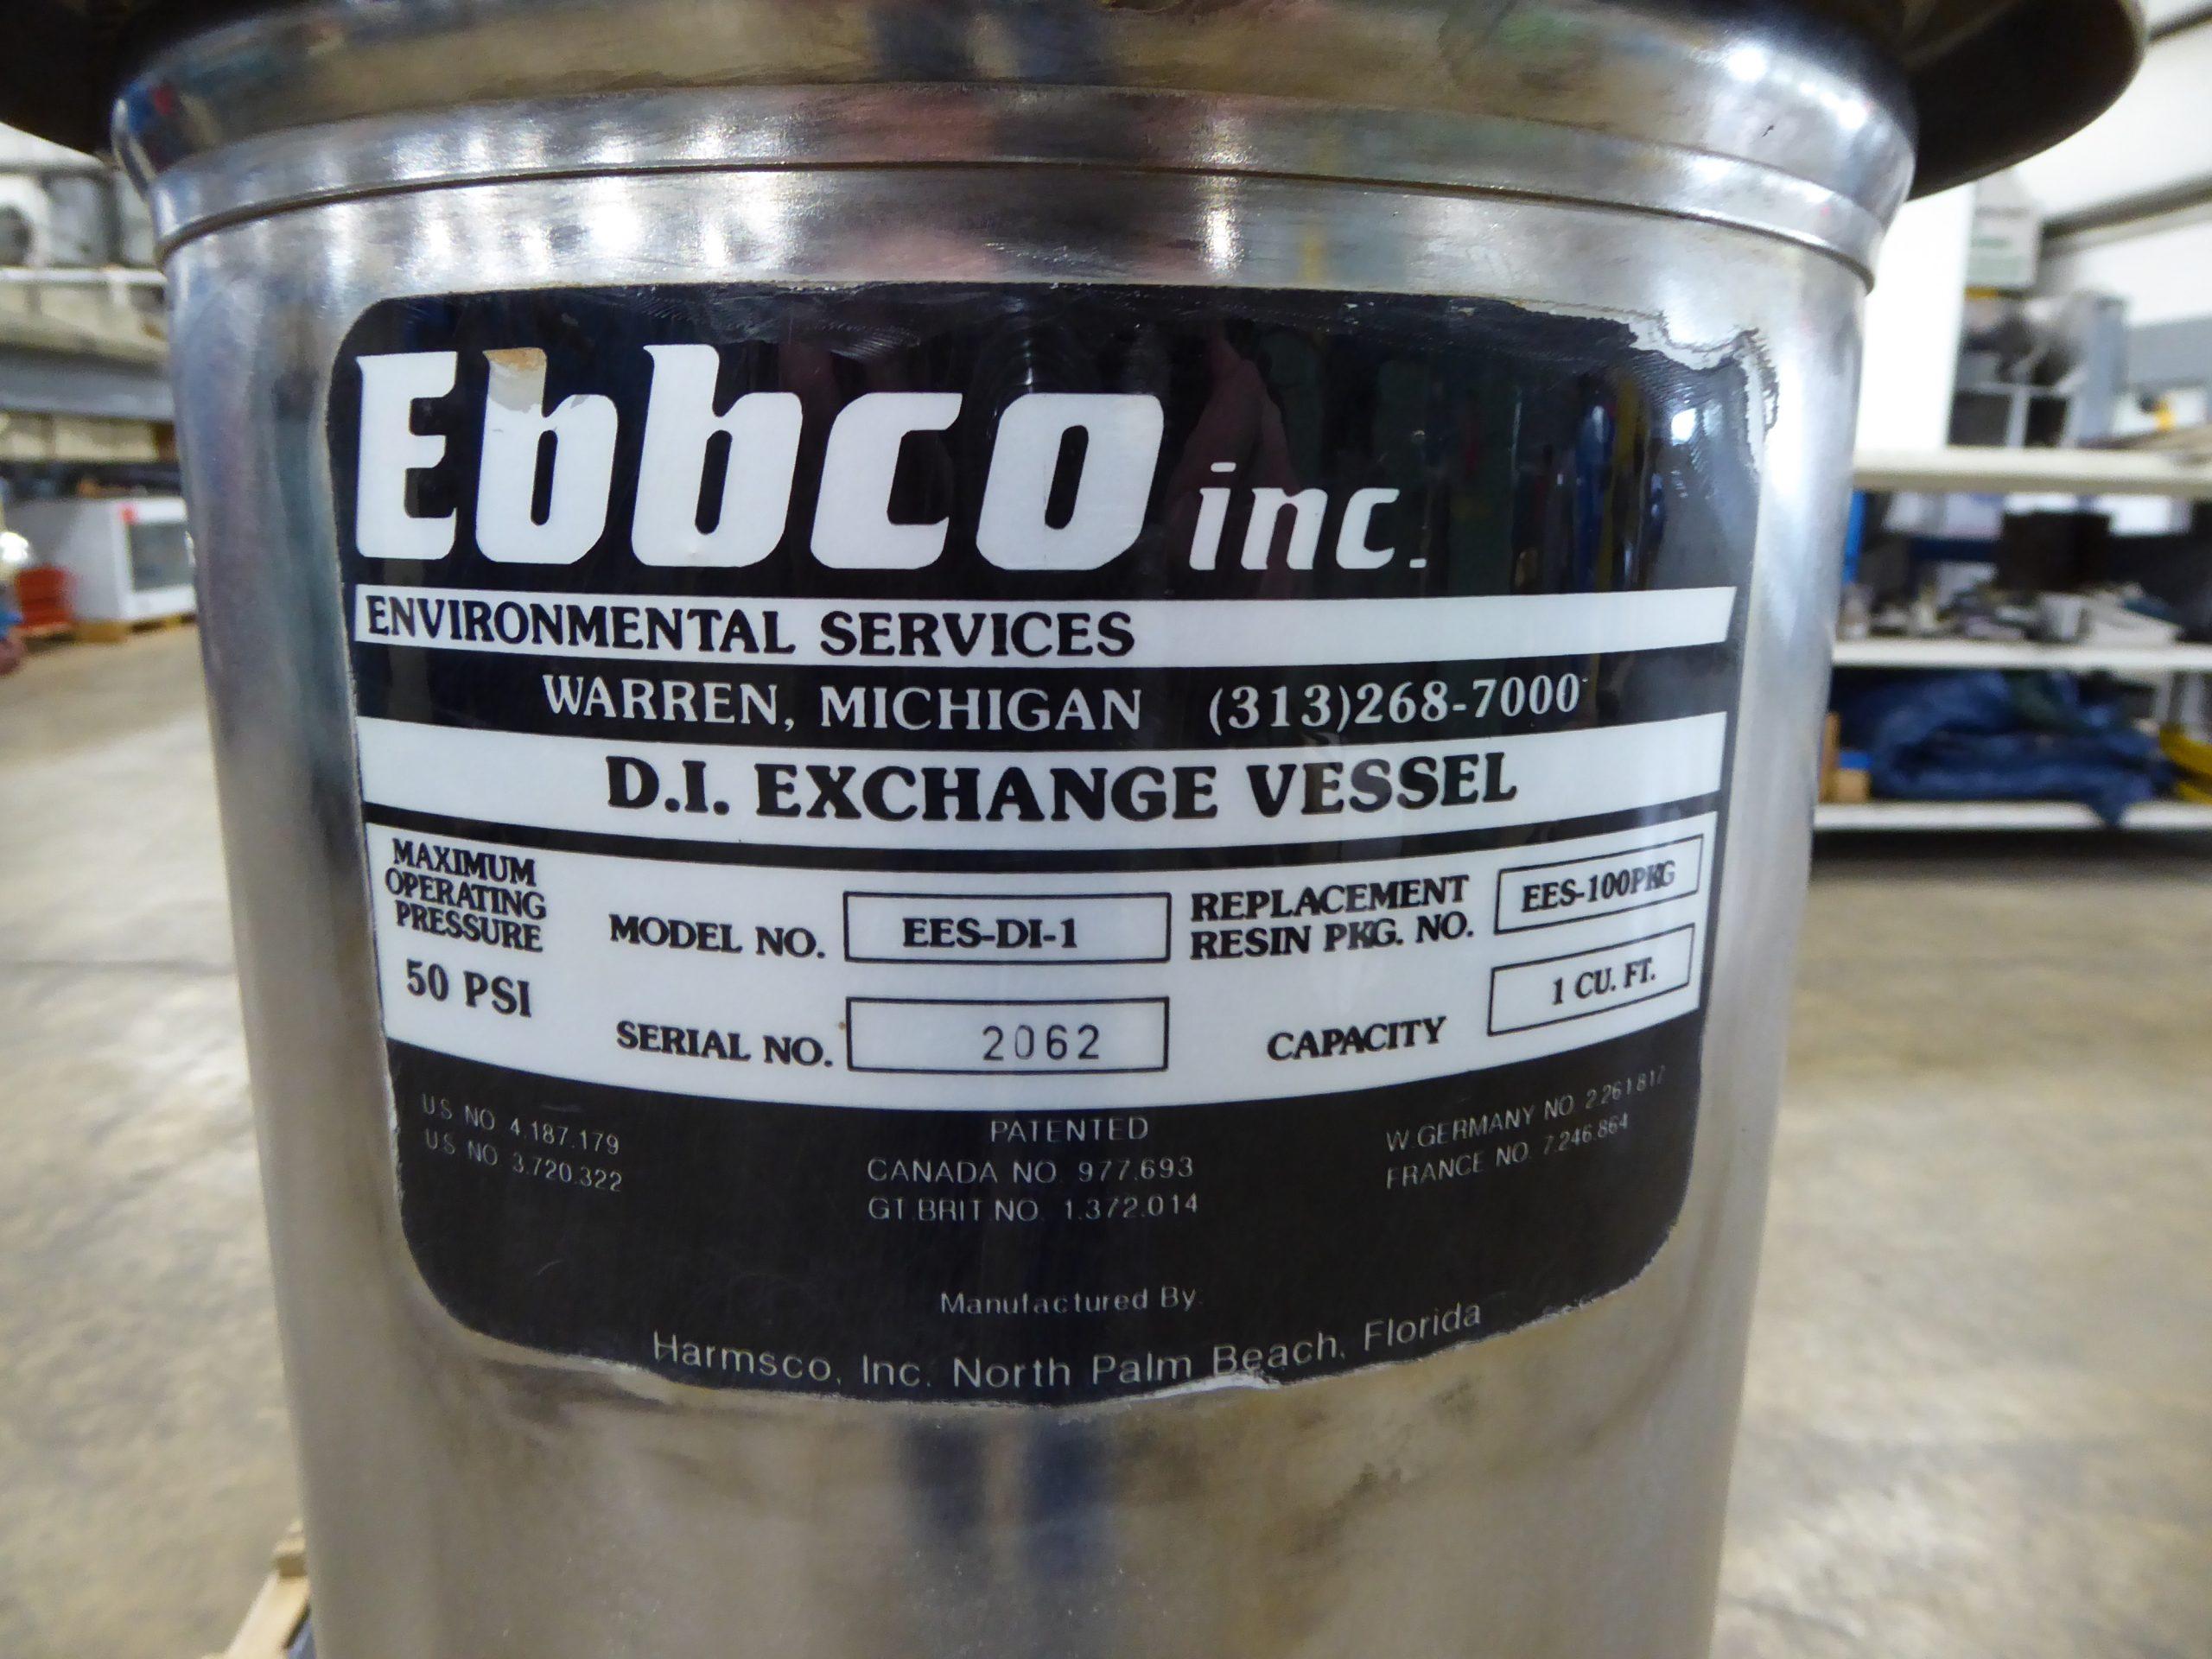 Ebbco inc.
ENVIRONMENTAL SERVICES
WARREN, MICHIGAN (313)268-7000
D.I. EXCHANGE VESSEL
MAXIMUM
OPERATING
PRESSURE
50 PSI
MODEL NO. EES-DI-1
SERIAL NO. 2062
REPLACEMENT
RESIN PKG. NO. EES-100PKG
CAPACITY 1 CU. FT.
U.S NO 4.187.179
U.S NO 3.720.322
PATENTED
CANADA NO 977.693
GT.BRIT.NO. 1.372.014
W.GERMANY NO 2.261.817
FRANCE NO. 7.246.864
Manufactured By.
Harmsco, Inc. North Palm Beach, Florida